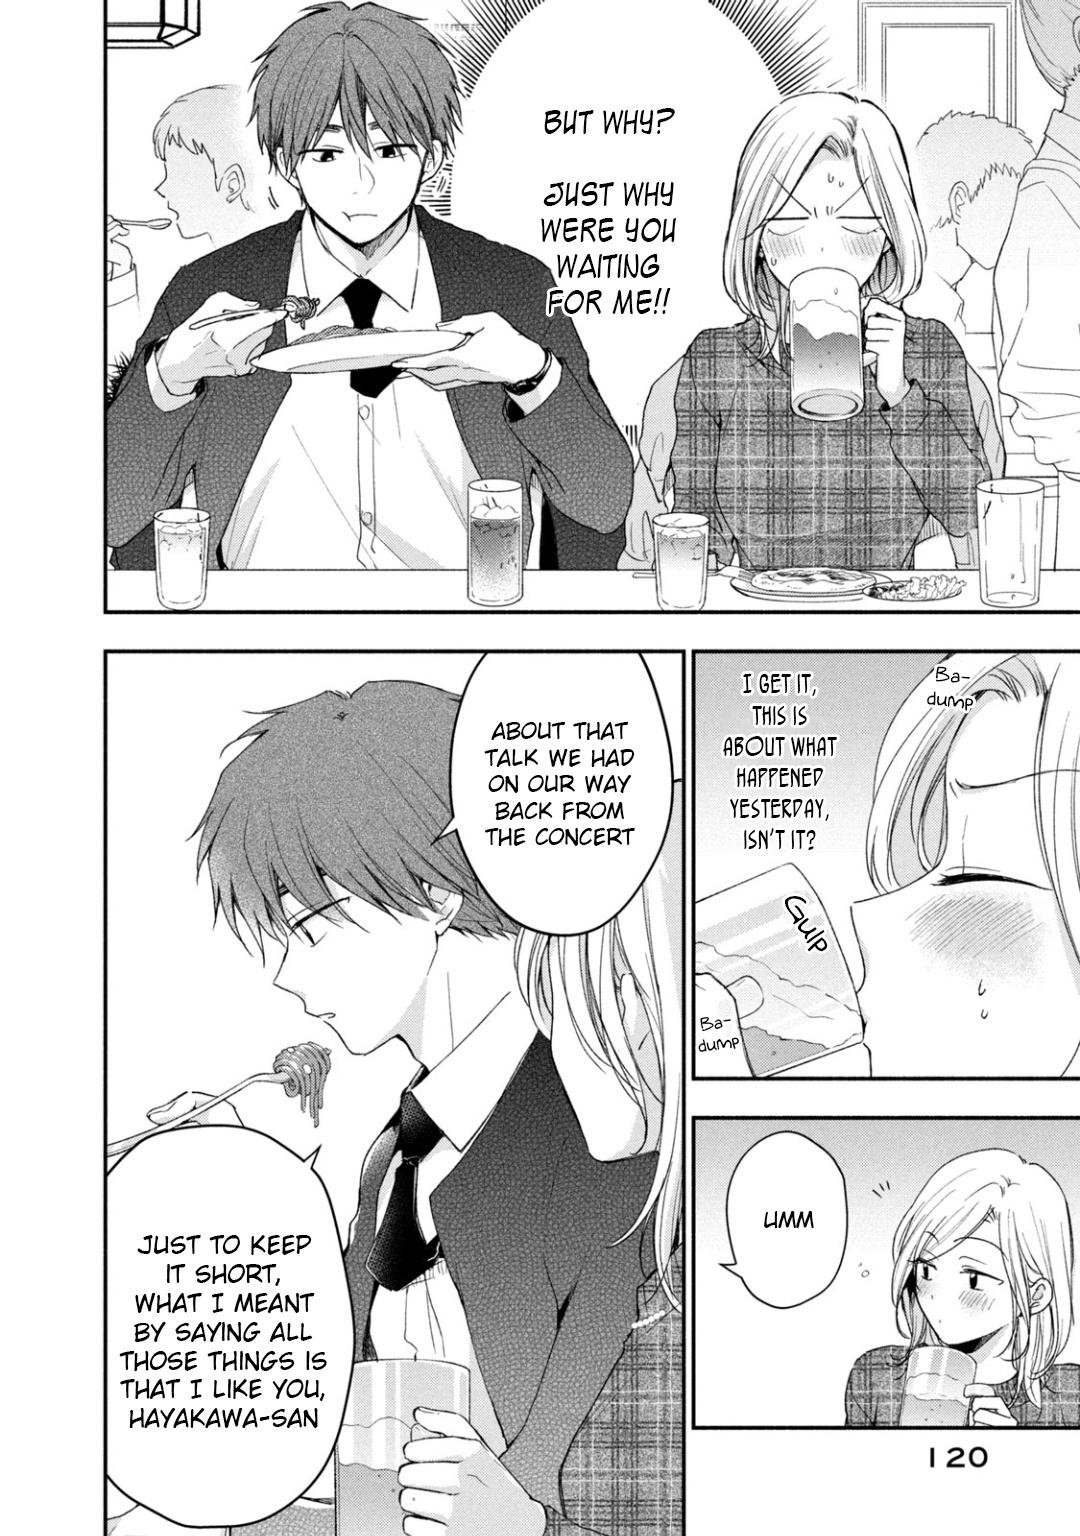 BUT WHY?
JUST WHY
WERE YOU
WAITING
FOR ME!!
Ba-
dump
I GET IT,
THIS IS
ABOUT WHAT
HAPPENED
YESTERDAY,
ISN'T IT?
Gulp
Ba-
dump
UMM
ABOUT THAT
TALK WE HAD
ON OUR WAY
BACK FROM
THE CONCERT
JUST TO KEEP
IT SHORT,
WHAT I MEANT
BY SAYING ALL
THOSE THINGS IS
THAT I LIKE YOU,
HAYAKAWA-SAN
120